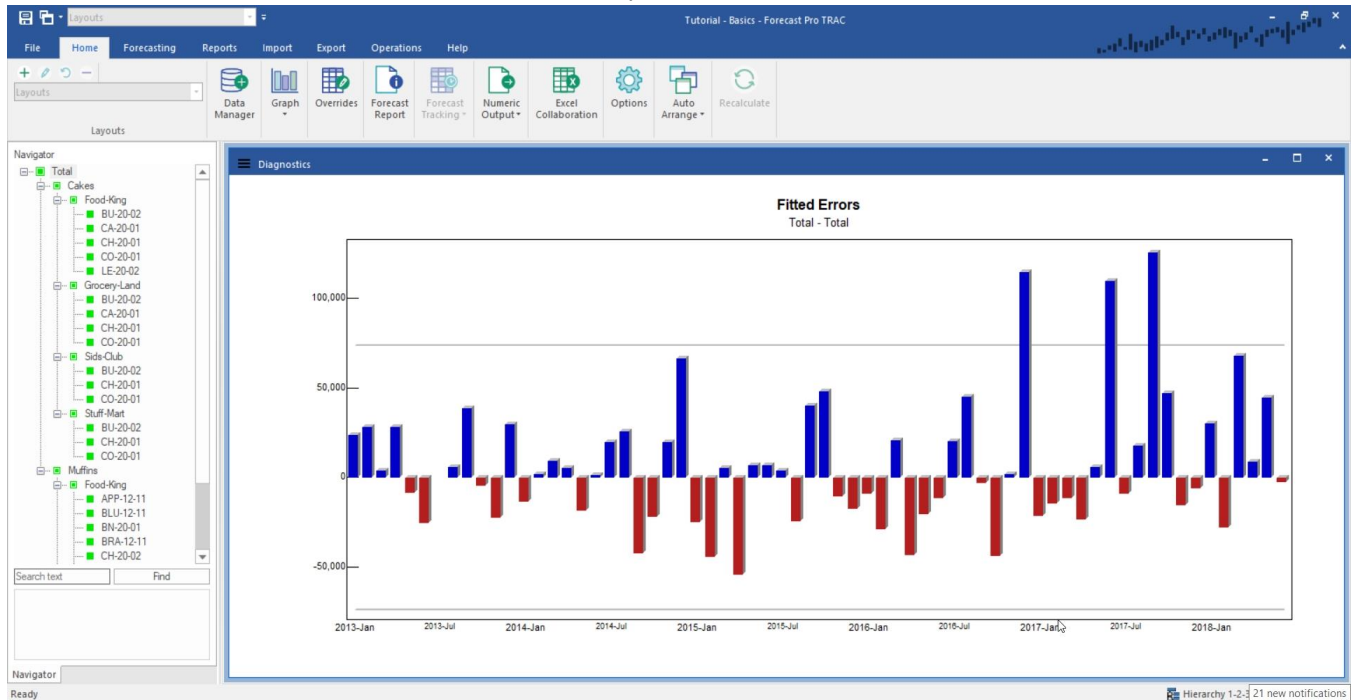 Layouts
Tutorial - Basics - Forecast Pro TRAC
File Home Forecasting Reports Import Export Operations Help
Layouts
Data Manager
Graph
Overrides
Forecast Report
Forecast Tracking
Numeric Output
Excel Collaboration
Options
Auto Arrange
Recalculate
Layouts
Navigator
Total
Cakes
Food-King
BU-20-02
CA-20-01
CH-20-01
CO-20-01
LE-20-02
Grocery-Land
BU-20-02
CA-20-01
CH-20-01
CO-20-01
Sids-Club
BU-20-02
CH-20-01
CO-20-01
Stuff-Mart
BU-20-02
CH-20-01
CO-20-01
Muffins
Food-King
APP-12-11
BLU-12-11
BN-20-01
BRA-12-11
CH-20-02
Search text Find
Navigator
Diagnostics
Fitted Errors
Total - Total
100,000
50,000
0
-50,000
2013-Jan 2013-Jul 2014-Jan 2014-Jul 2015-Jan 2015-Jul 2016-Jan 2016-Jul 2017-Jan 2017-Jul 2018-Jan
Ready
Hierarchy 1-2-3
21 new notifications